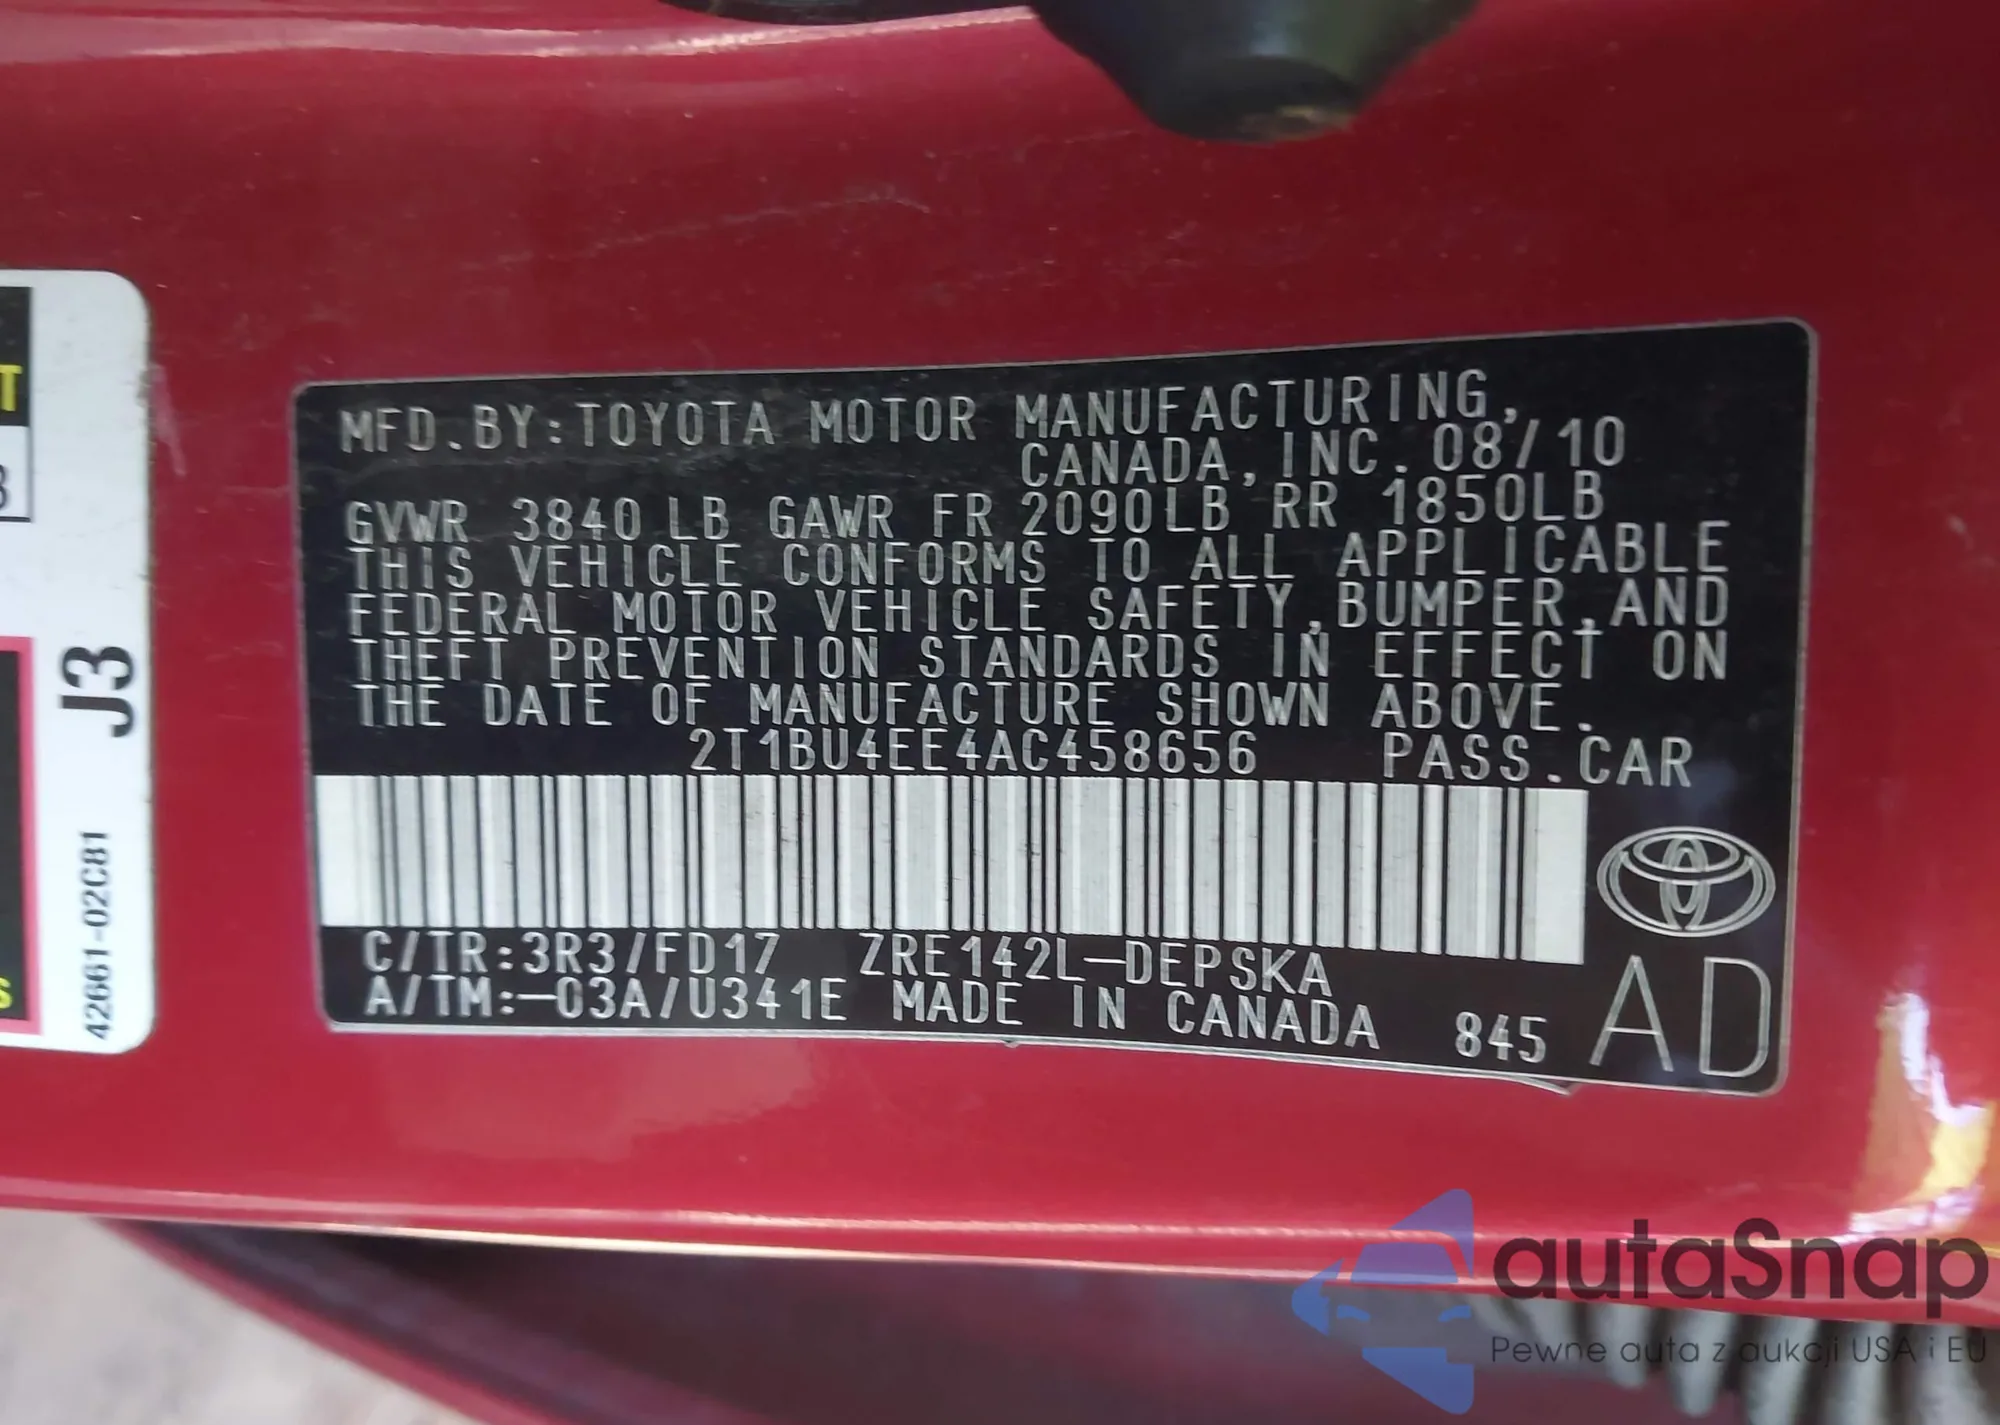 MFD.BY:TOYOTA MOTOR MANUFACTURING,
CANADA,INC. 08/10
GVWR 3840 LB GAWR FR 2090LB RR 1850LB
THIS VEHICLE CONFORMS TO ALL APPLICABLE
FEDERAL MOTOR VEHICLE SAFETY,BUMPER,AND
THEFT PREVENTION STANDARDS IN EFFECT ON
THE DATE OF MANUFACTURE SHOWN ABOVE.
2T1BU4EE4AC458656 PASS.CAR
C/TR:3R3/FD17 ZRE142L-DEPSKA
A/TM:-03A/U341E MADE IN CANADA 845
AD
J3
42661-02C81
T
3
S
autaSnap
Pewne auta z aukcji USA i EU